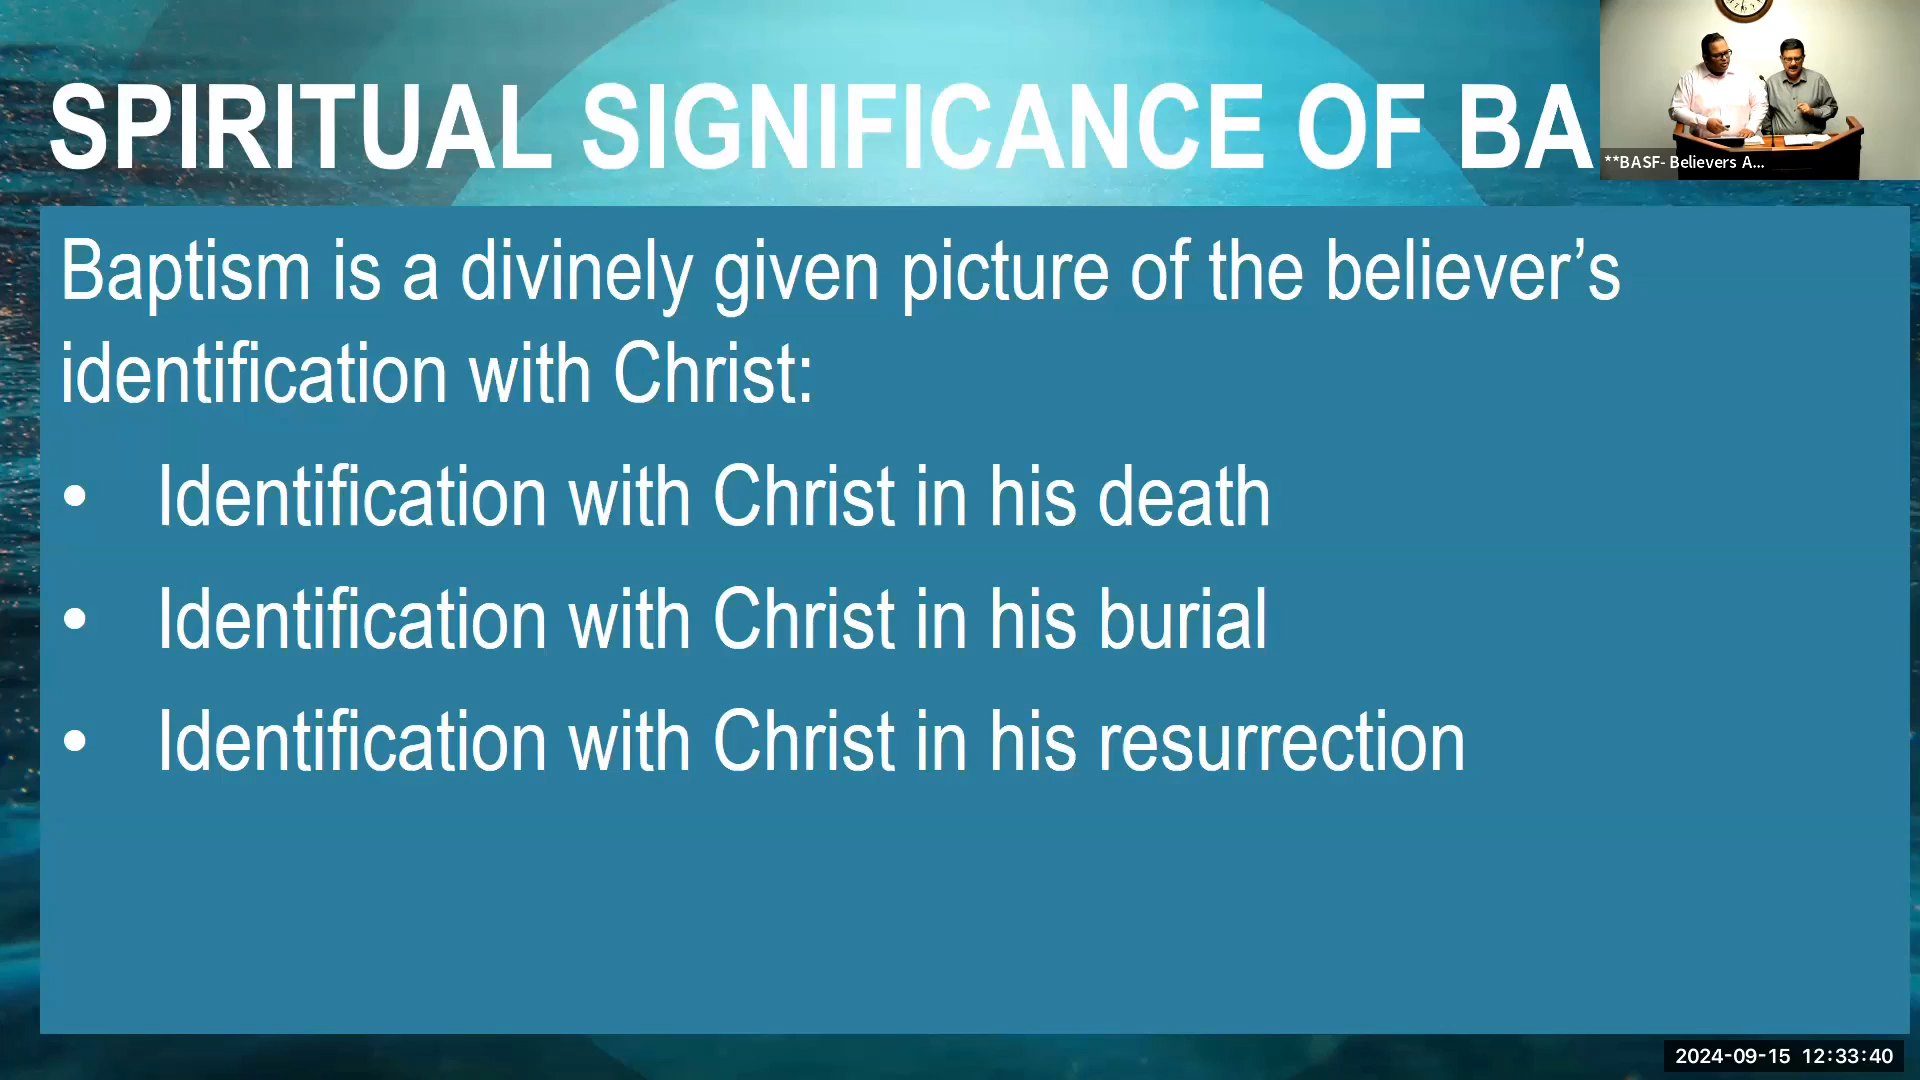 SPIRITUAL SIGNIFICANCE OF BA
**BASF- Believers A...
Baptism is a divinely given picture of the believer’s
identification with Christ:
• Identification with Christ in his death
• Identification with Christ in his burial
• Identification with Christ in his resurrection
2024-09-15 12:33:40